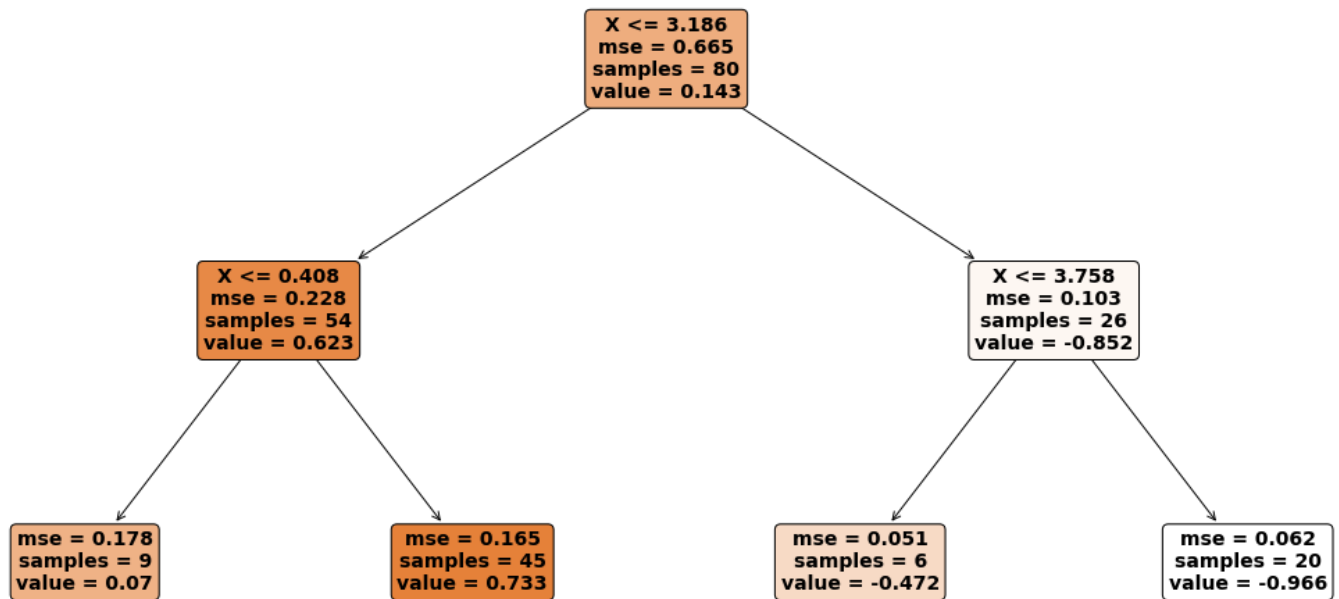 X <= 3.186
mse = 0.665
samples = 80
value = 0.143
X <= 0.408
mse = 0.228
samples = 54
value = 0.623
X <= 3.758
mse = 0.103
samples = 26
value = -0.852
mse = 0.178
samples = 9
value = 0.07
mse = 0.165
samples = 45
value = 0.733
mse = 0.051
samples = 6
value = -0.472
mse = 0.062
samples = 20
value = -0.966